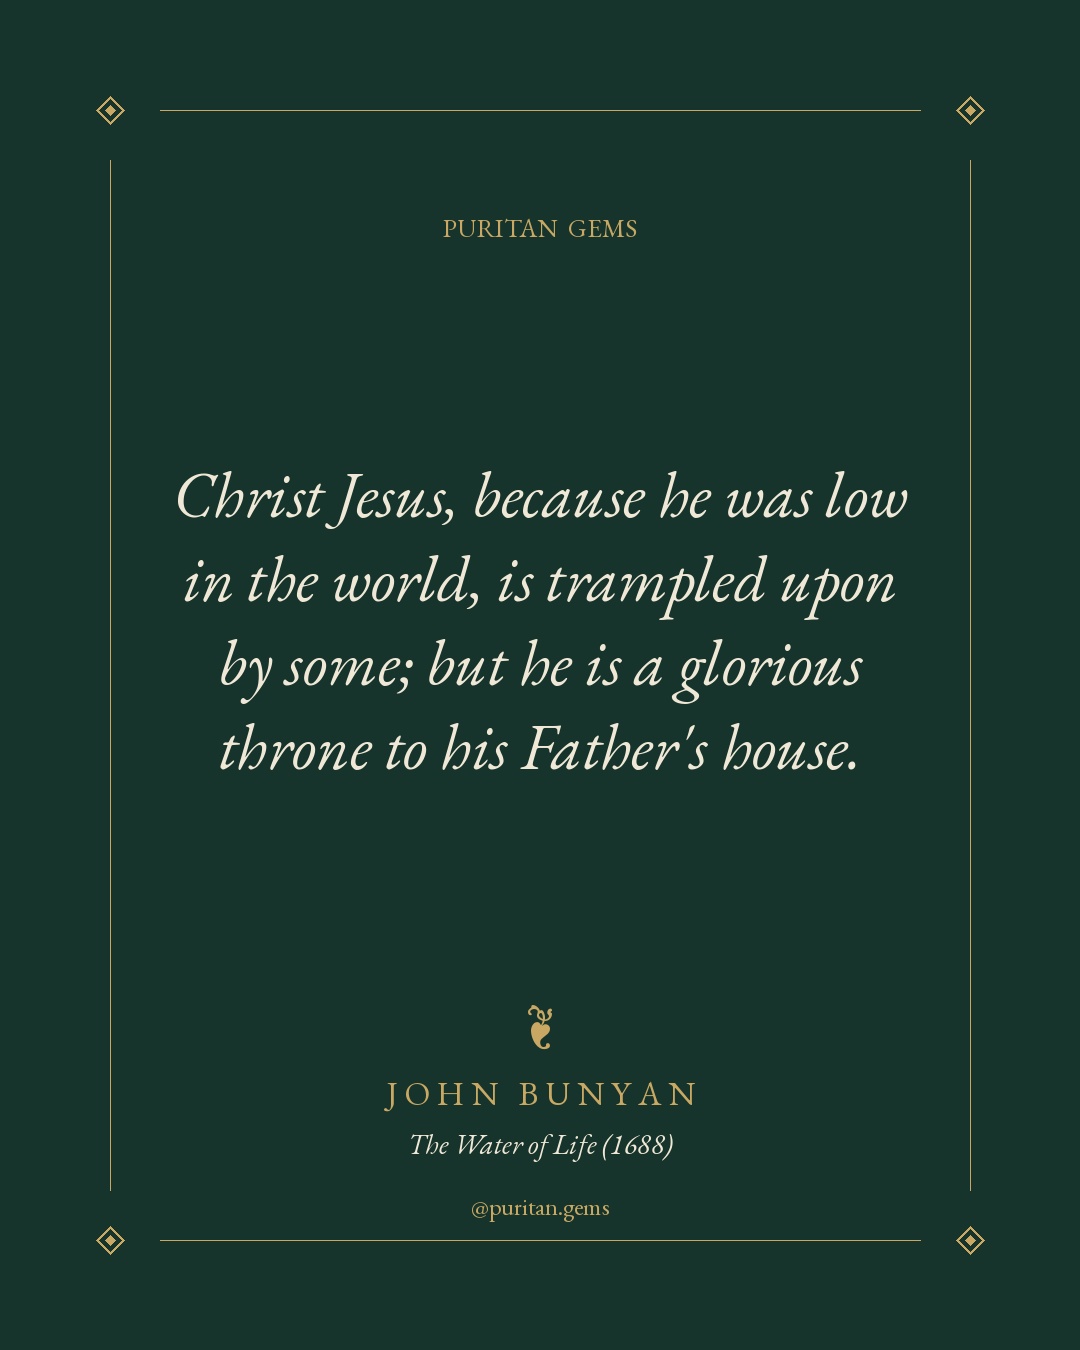 PURITAN GEMS
Christ Jesus, because he was low
in the world, is trampled upon
by some; but he is a glorious
throne to his Father's house.
JOHN BUNYAN
The Water of Life (1688)
@puritan.gems